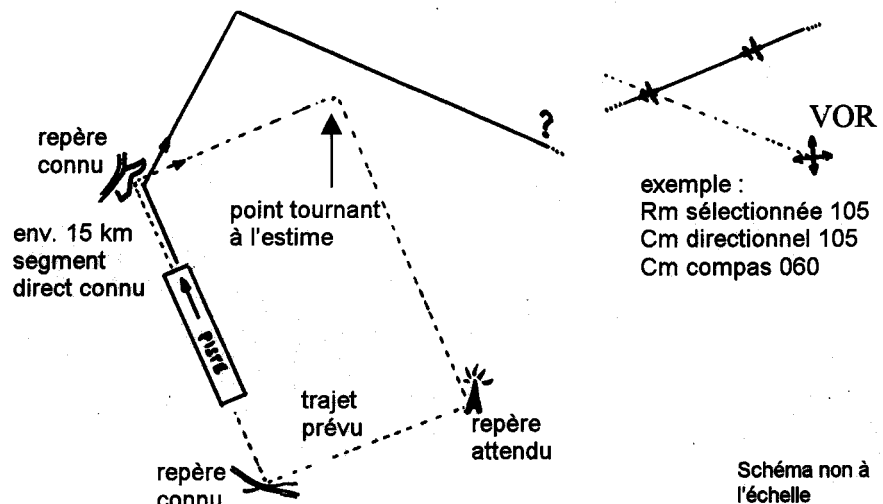 repère
connu
env. 15 km
segment
direct connu
PISTE
point tournant
à l'estime
?
VOR
exemple :
Rm sélectionnée 105
Cm directionnel 105
Cm compas 060
trajet
prévu
repère
attendu
repère
connu
Schéma non à
l'échelle